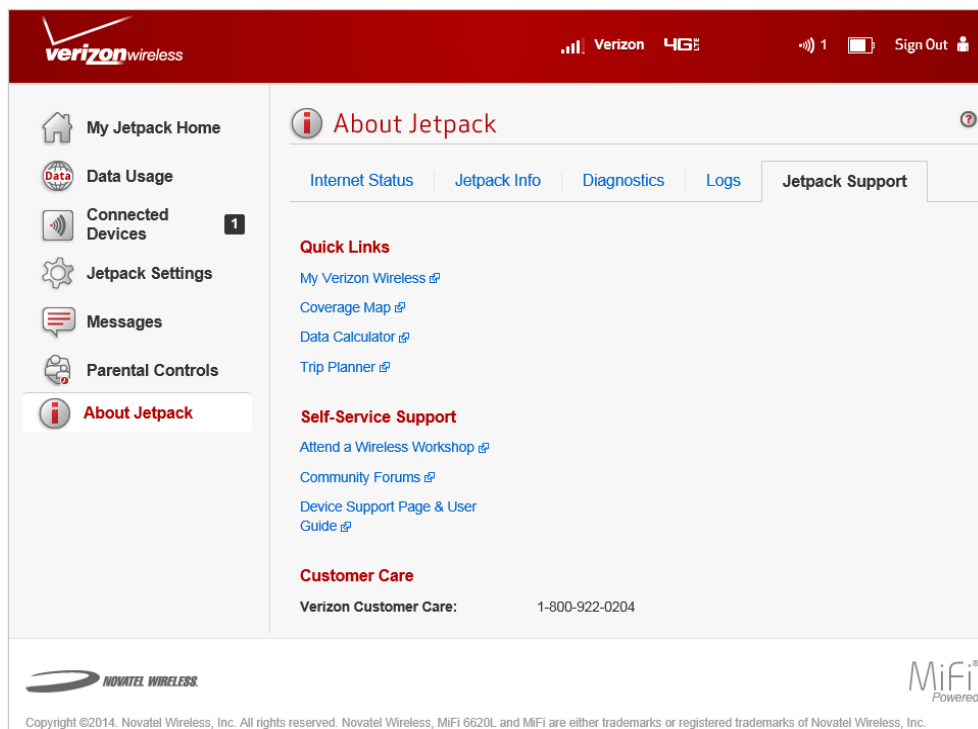 verizonwireless
Verizon 4G LTE
1
Sign Out
My Jetpack Home
Data
Data Usage
Connected
Devices
1
Jetpack Settings
Messages
Parental Controls
About Jetpack
About Jetpack
?
Internet Status
Jetpack Info
Diagnostics
Logs
Jetpack Support
Quick Links
My Verizon Wireless
Coverage Map
Data Calculator
Trip Planner
Self-Service Support
Attend a Wireless Workshop
Community Forums
Device Support Page & User
Guide
Customer Care
Verizon Customer Care: 1-800-922-0204
NOVATEL WIRELESS.
MiFi®
Powered
Copyright ©2014. Novatel Wireless, Inc. All rights reserved. Novatel Wireless, MiFi 6620L and MiFi are either trademarks or registered trademarks of Novatel Wireless, Inc.